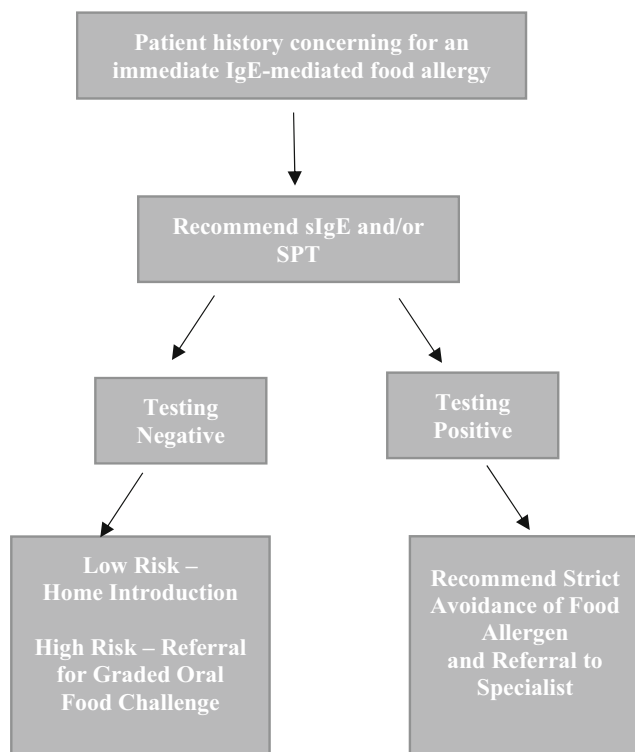 Patient history concerning for an
immediate IgE-mediated food allergy
Recommend sIgE and/or
SPT
Testing
Negative
Testing
Positive
Low Risk –
Home Introduction
High Risk – Referral
for Graded Oral
Food Challenge
Recommend Strict
Avoidance of Food
Allergen
and Referral to
Specialist